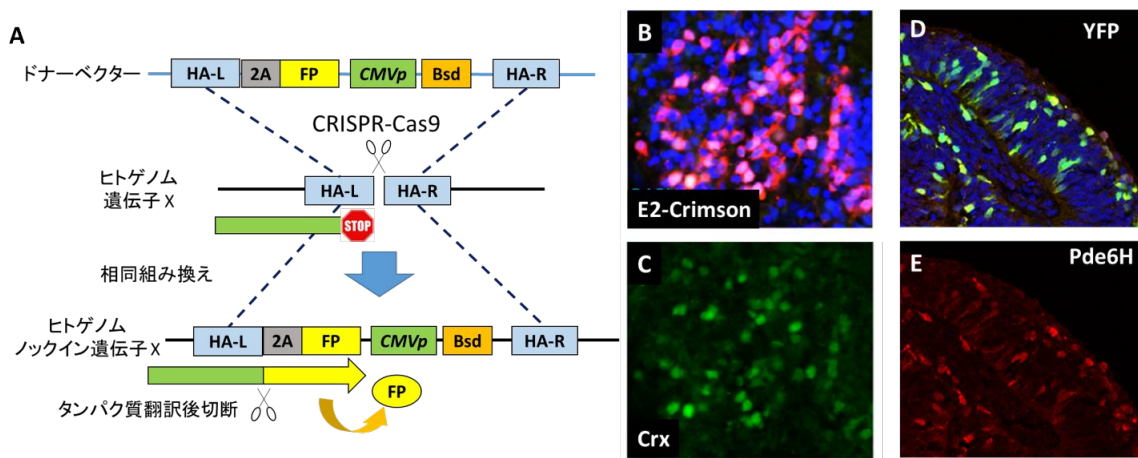 A
ドナーベクター
HA-L 2A FP CMVp Bsd HA-R
CRISPR-Cas9
ヒトゲノム
遺伝子 X
HA-L HA-R
STOP
相同組み換え
ヒトゲノム
ノックイン遺伝子 X
HA-L 2A FP CMVp Bsd HA-R
FP
タンパク質翻訳後切断
B
E2-Crimson
C
Crx
D
YFP
E
Pde6H